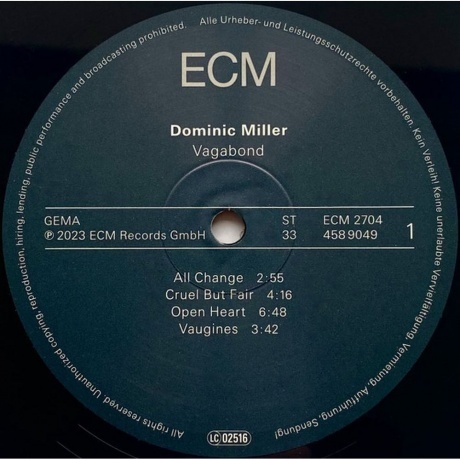 ECM
Dominic Miller
Vagabond
GEMA
ST
ECM 2704
1
℗ 2023 ECM Records GmbH
33
458 9049
All Change 2:55
Cruel But Fair 4:16
Open Heart 6:48
Vaugines 3:42
LC 02516
All rights reserved. Unauthorized copying, reproduction, hiring, lending, public performance and broadcasting prohibited. Alle Urheber- und Leistungsschutzrechte vorbehalten. Kein Verleih! Keine unerlaubte Vervielfältigung, Vermietung, Aufführung, Sendung!